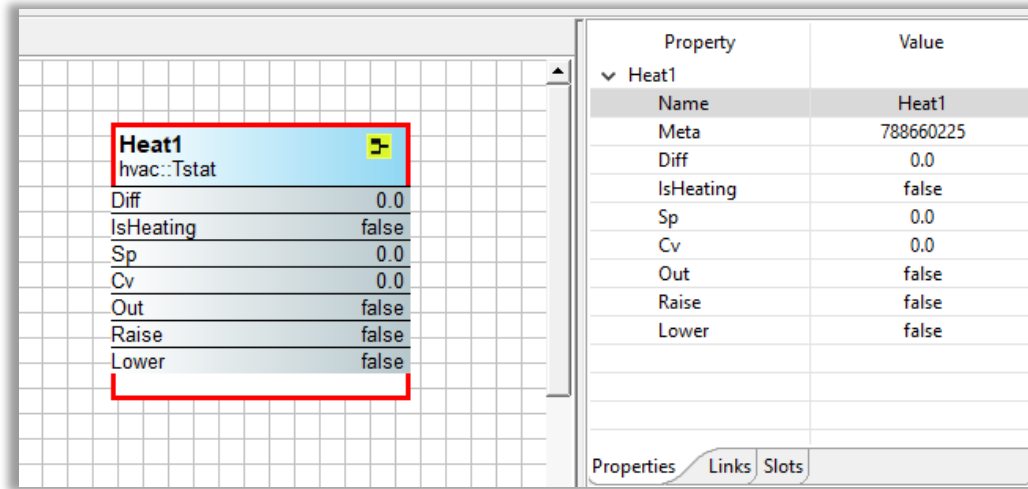 Heat1
hvac::Tstat
Diff 0.0
IsHeating false
Sp 0.0
Cv 0.0
Out false
Raise false
Lower false
Property Value
Heat1
Name Heat1
Meta 788660225
Diff 0.0
IsHeating false
Sp 0.0
Cv 0.0
Out false
Raise false
Lower false
Properties Links Slots